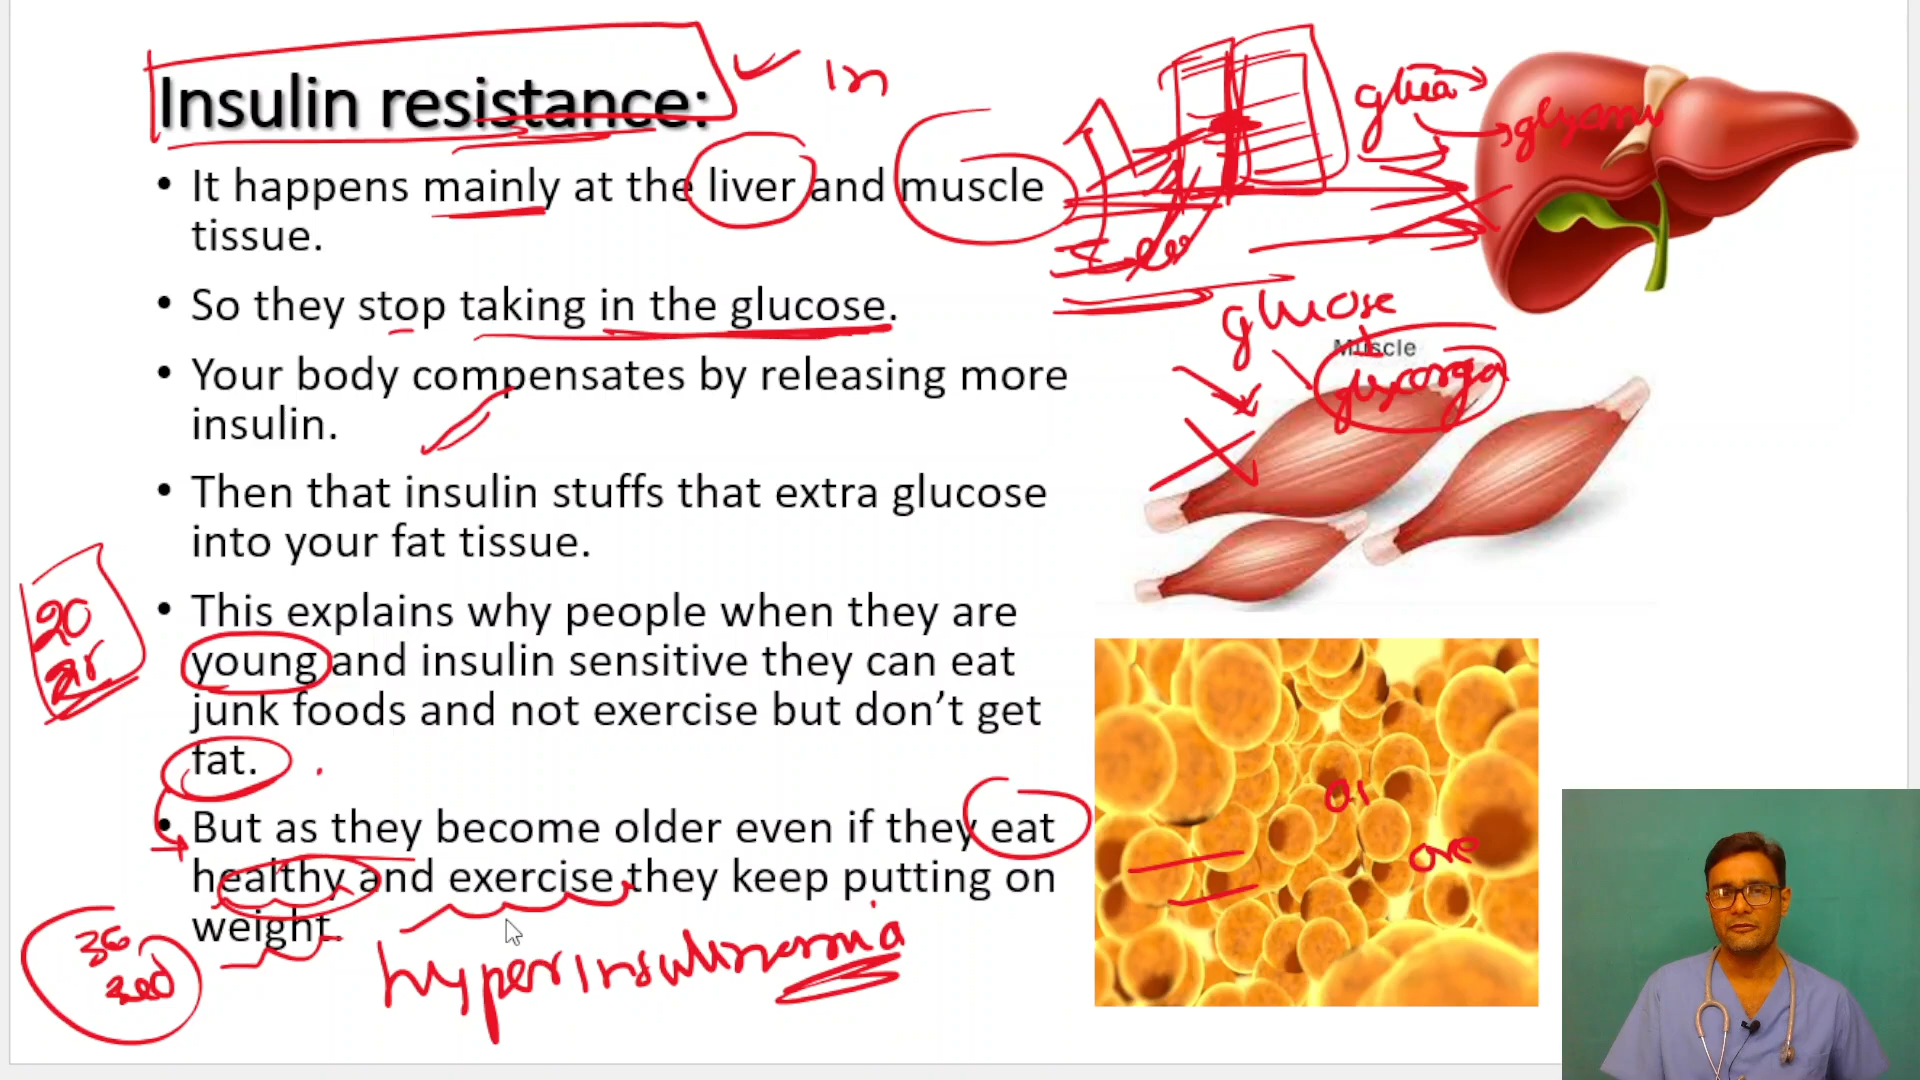 Insulin resistance:
In
• It happens mainly at the liver and muscle
tissue.
• So they stop taking in the glucose.
• Your body compensates by releasing more
insulin.
• Then that insulin stuffs that extra glucose
into your fat tissue.
• This explains why people when they are
young and insulin sensitive they can eat
junk foods and not exercise but don’t get
fat.
• But as they become older even if they eat
healthy and exercise they keep putting on
weight.
hyperinsulinemia
20
glucose
Muscle